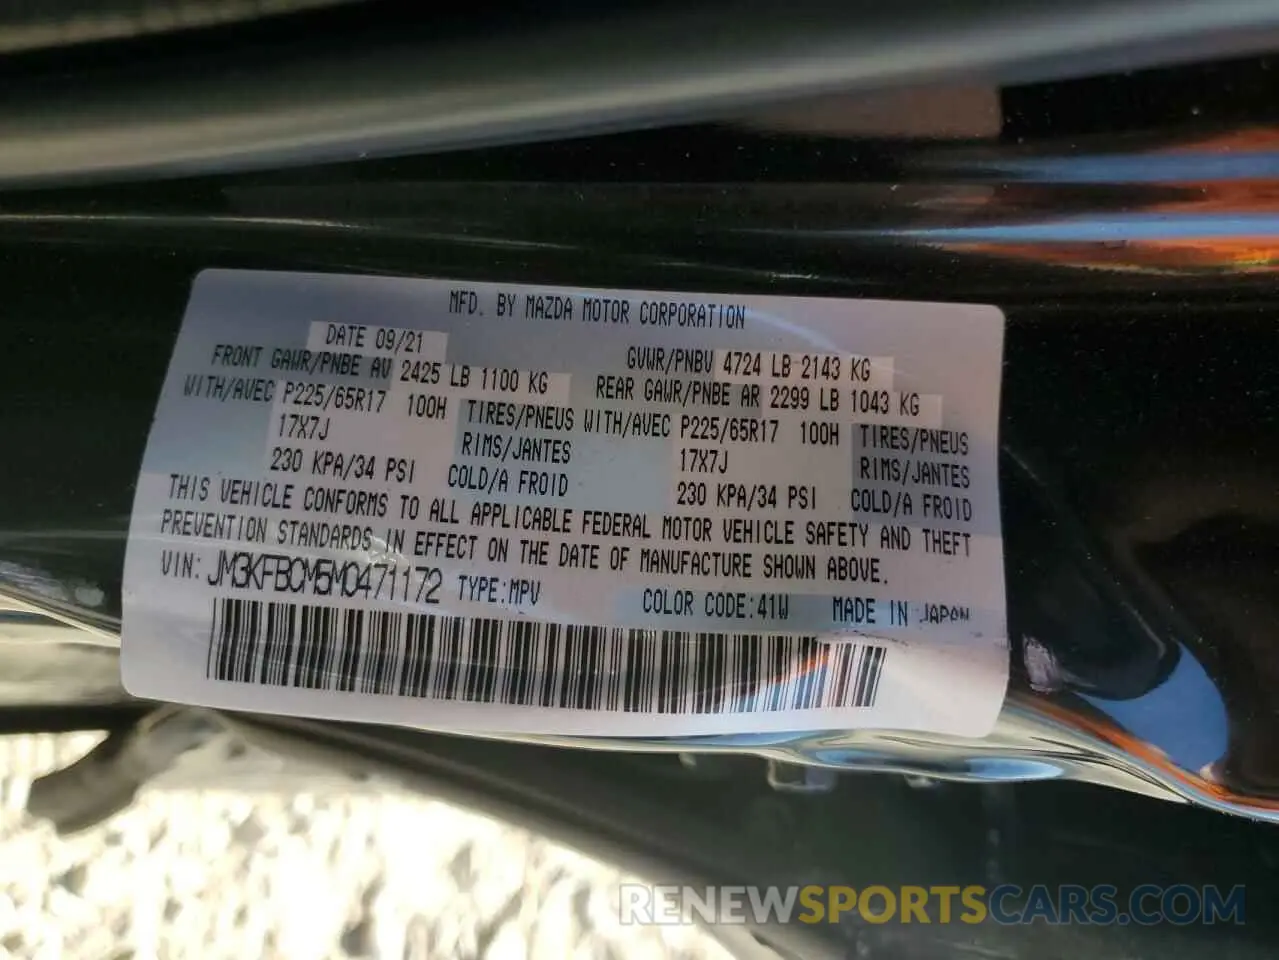 MFD. BY MAZDA MOTOR CORPORATION
DATE 09/21
GVWR/PNBV 4724 LB 2143 KG
FRONT GAWR/PNBE AV 2425 LB 1100 KG
REAR GAWR/PNBE AR 2299 LB 1043 KG
WITH/AVEC P225/65R17 100H TIRES/PNEUS WITH/AVEC P225/65R17 100H TIRES/PNEUS
17X7J RIMS/JANTES 17X7J RIMS/JANTES
230 KPA/34 PSI COLD/A FROID 230 KPA/34 PSI COLD/A FROID
THIS VEHICLE CONFORMS TO ALL APPLICABLE FEDERAL MOTOR VEHICLE SAFETY AND THEFT
PREVENTION STANDARDS IN EFFECT ON THE DATE OF MANUFACTURE SHOWN ABOVE.
VIN: JM3KFBCM5M0471172 TYPE:MPV COLOR CODE:41W MADE IN JAPAN
RENEWSPORTSCARS.COM